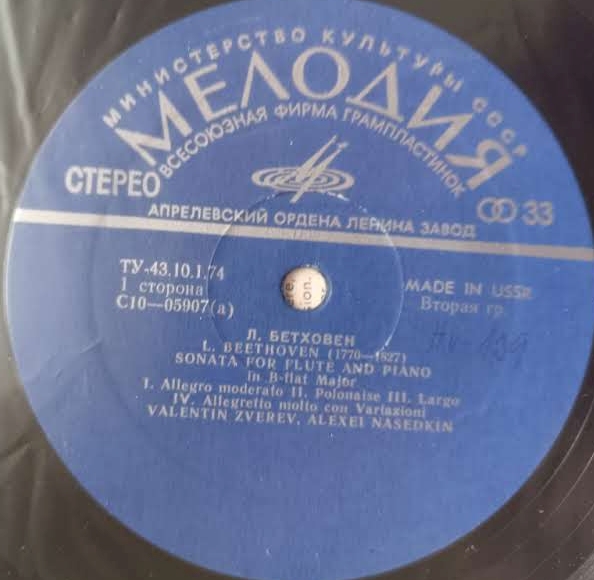 МИНИСТЕРСТВО КУЛЬТУРЫ СССР
МЕЛОДИЯ
ВСЕСОЮЗНАЯ ФИРМА ГРАМПЛАСТИНОК
СТЕРЕО
33
АПРЕЛЕВСКИЙ ОРДЕНА ЛЕНИНА ЗАВОД
ТУ-43.10.1.74
1 сторона
С10—05907(а)
MADE IN USSR
Вторая гр.
Л. БЕТХОВЕН
L. BEETHOVEN (1770—1827)
SONATA FOR FLUTE AND PIANO
in B-flat Major
I. Allegro moderato II. Polonaise III. Largo
IV. Allegretto molto con Variazioni
VALENTIN ZVEREV, ALEXEI NASEDKIN